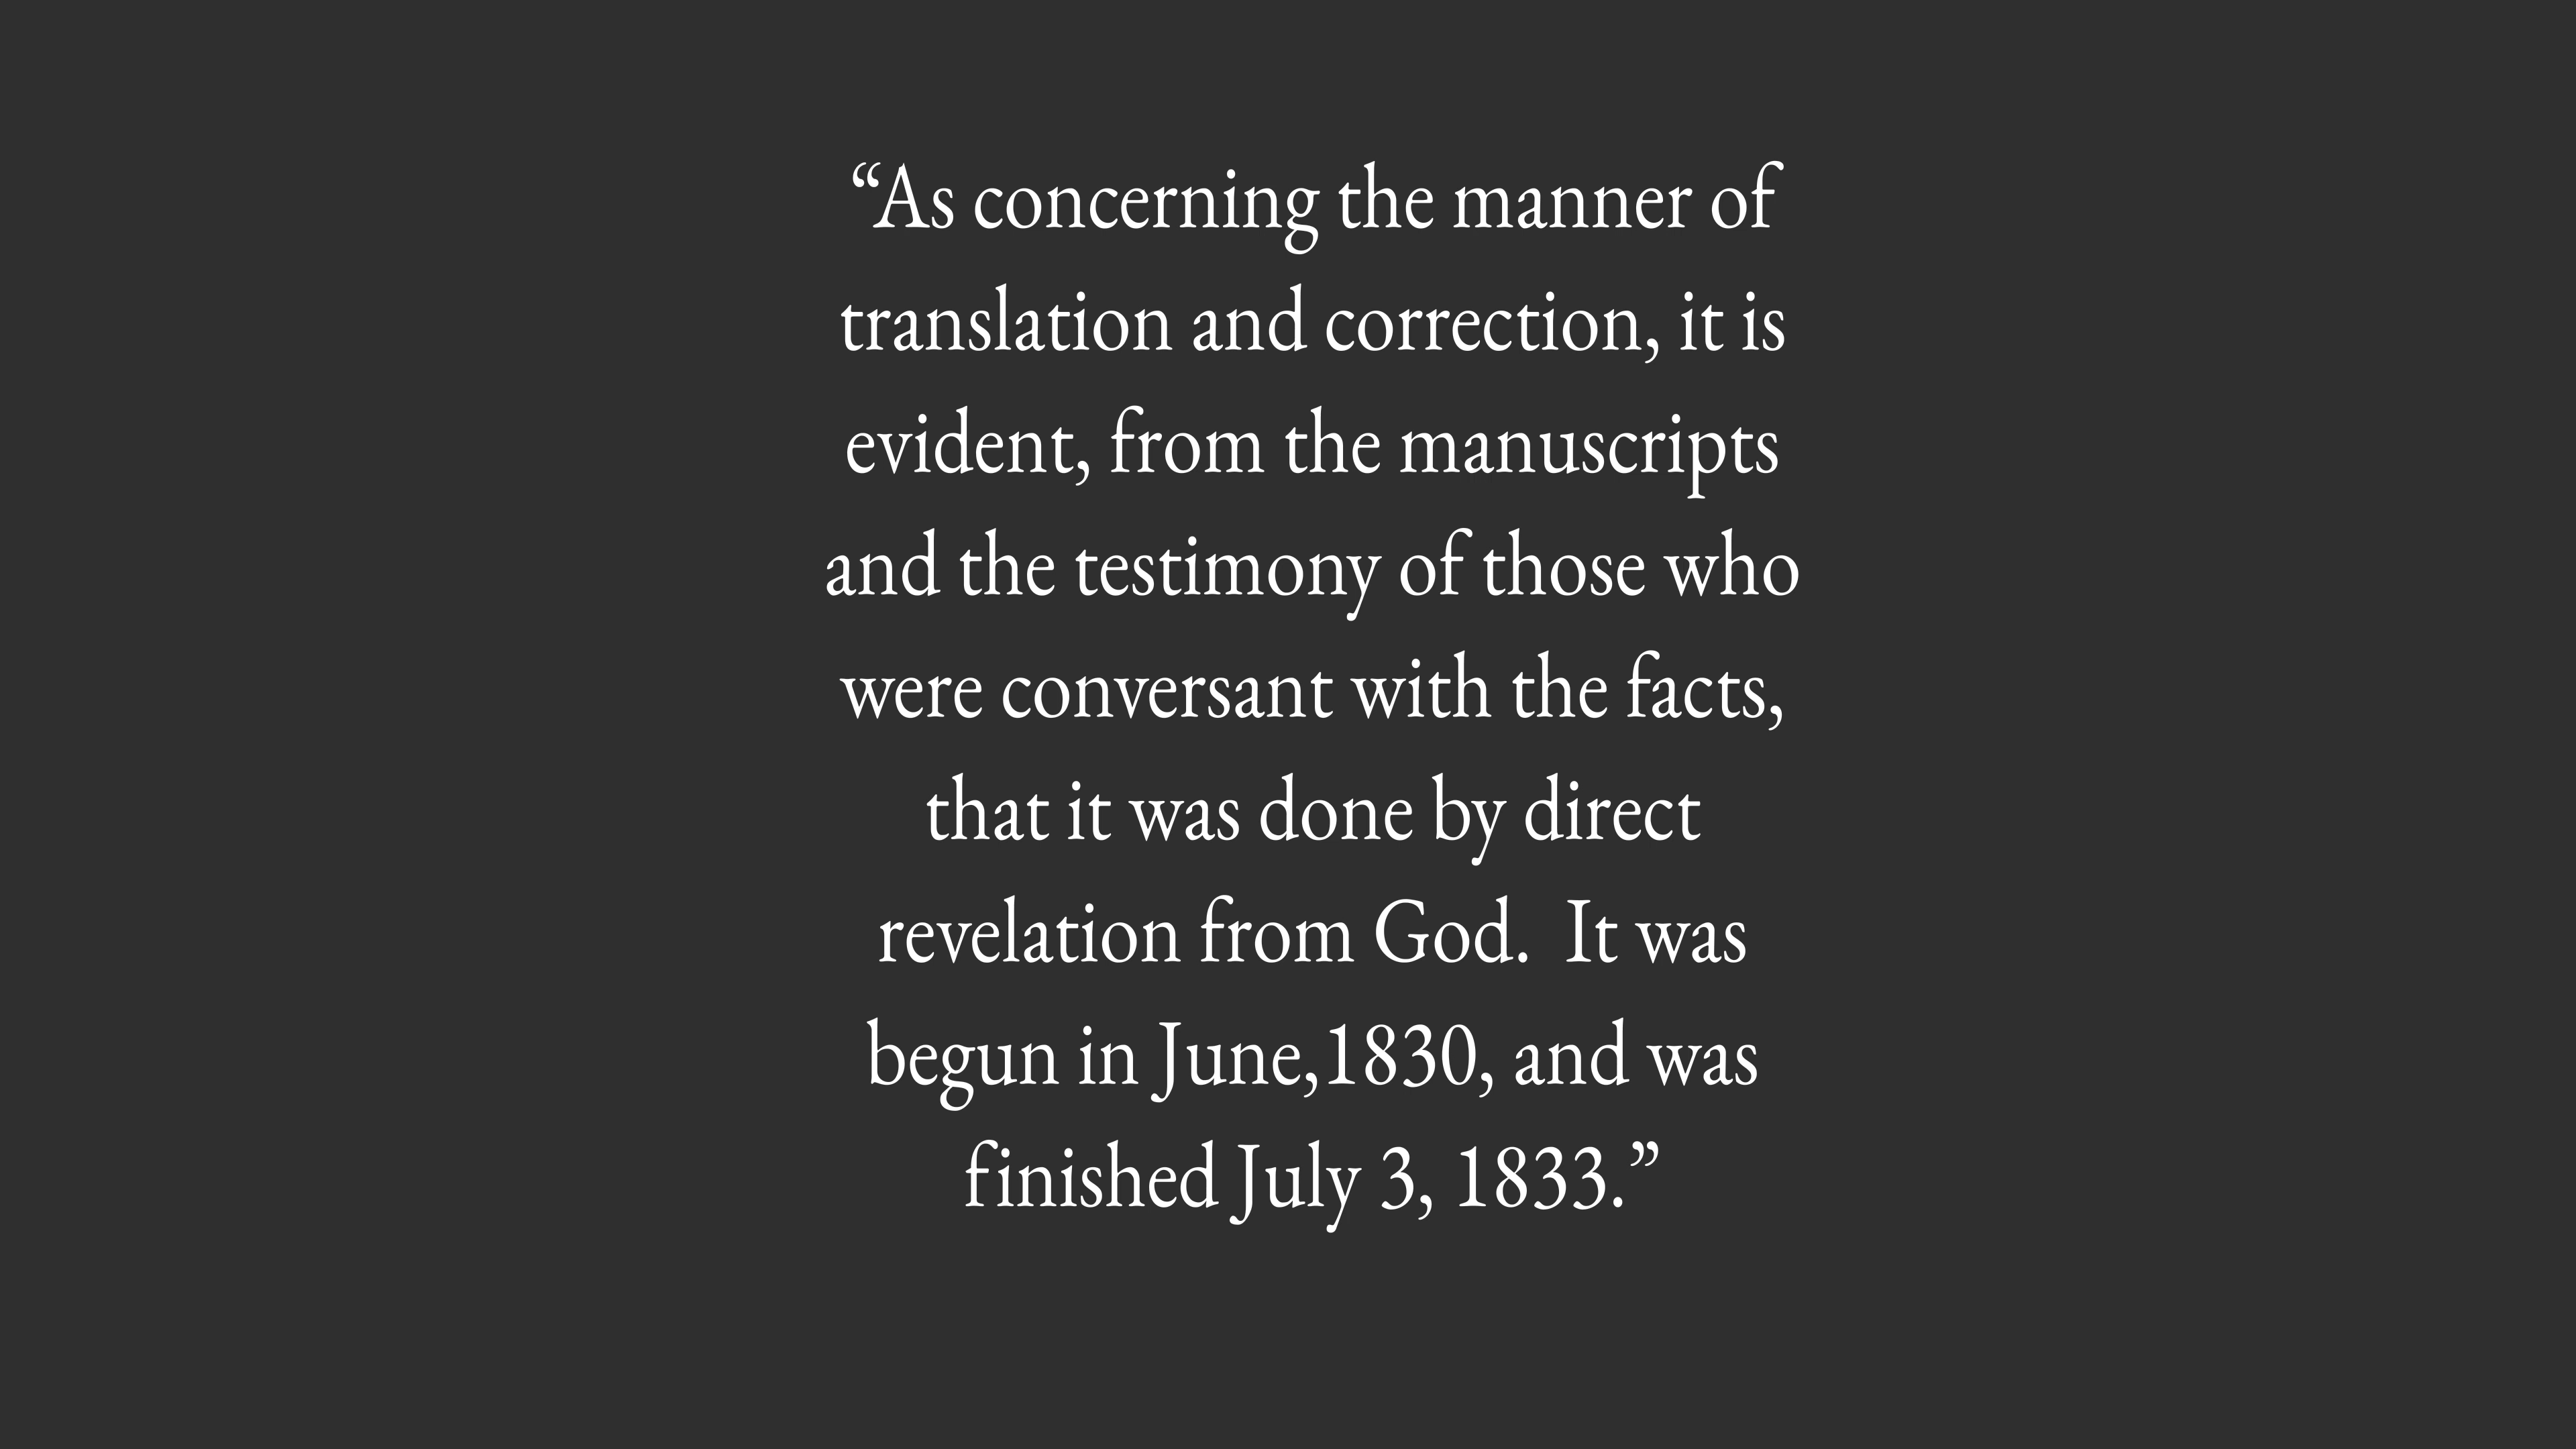 “As concerning the manner of
translation and correction, it is
evident, from the manuscripts
and the testimony of those who
were conversant with the facts,
that it was done by direct
revelation from God.  It was
begun in June,1830, and was
finished July 3, 1833.”